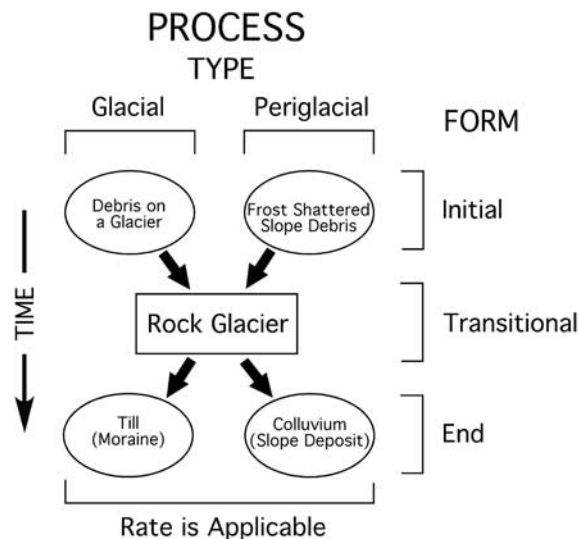 PROCESS
TYPE
Glacial
Periglacial
FORM
Debris on
a Glacier
Frost Shattered
Slope Debris
Initial
TIME
Rock Glacier
Transitional
Till
(Moraine)
Colluvium
(Slope Deposit)
End
Rate is Applicable